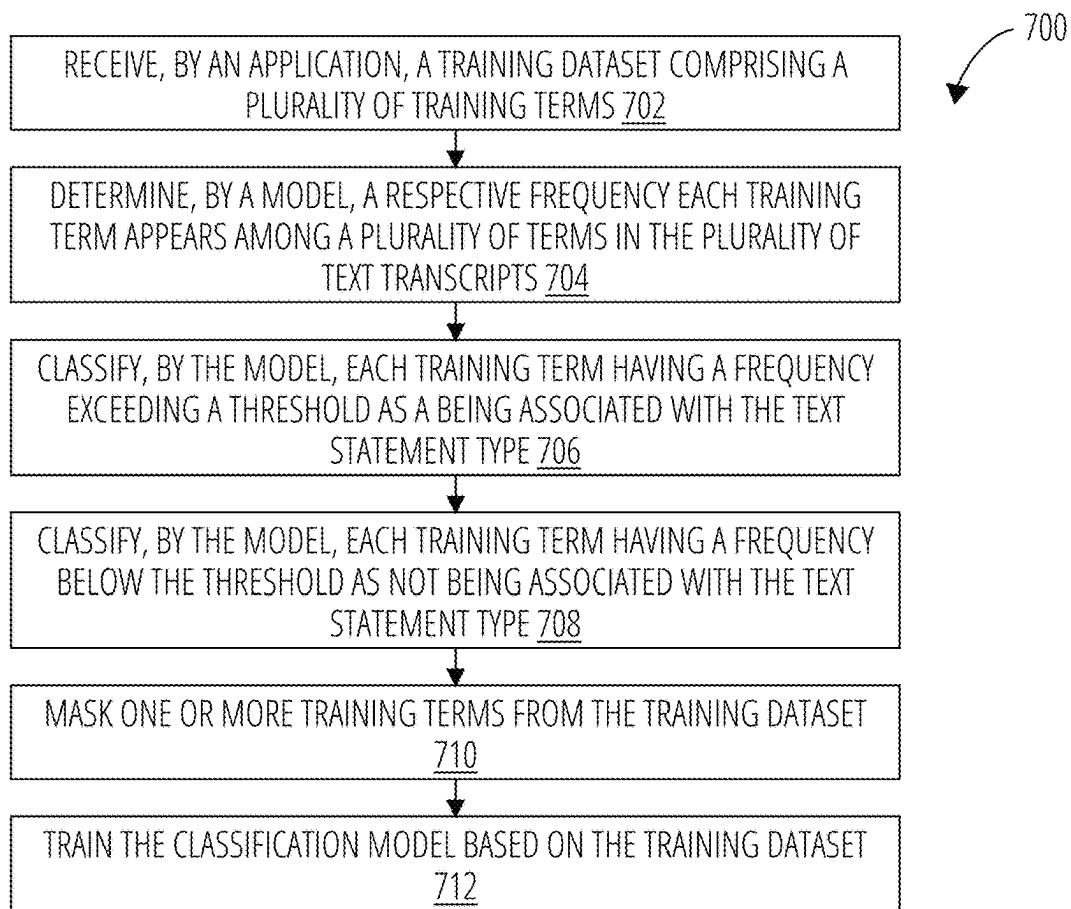 700
RECEIVE, BY AN APPLICATION, A TRAINING DATASET COMPRISING A
PLURALITY OF TRAINING TERMS 702
DETERMINE, BY A MODEL, A RESPECTIVE FREQUENCY EACH TRAINING
TERM APPEARS AMONG A PLURALITY OF TERMS IN THE PLURALITY OF
TEXT TRANSCRIPTS 704
CLASSIFY, BY THE MODEL, EACH TRAINING TERM HAVING A FREQUENCY
EXCEEDING A THRESHOLD AS A BEING ASSOCIATED WITH THE TEXT
STATEMENT TYPE 706
CLASSIFY, BY THE MODEL, EACH TRAINING TERM HAVING A FREQUENCY
BELOW THE THRESHOLD AS NOT BEING ASSOCIATED WITH THE TEXT
STATEMENT TYPE 708
MASK ONE OR MORE TRAINING TERMS FROM THE TRAINING DATASET
710
TRAIN THE CLASSIFICATION MODEL BASED ON THE TRAINING DATASET
712